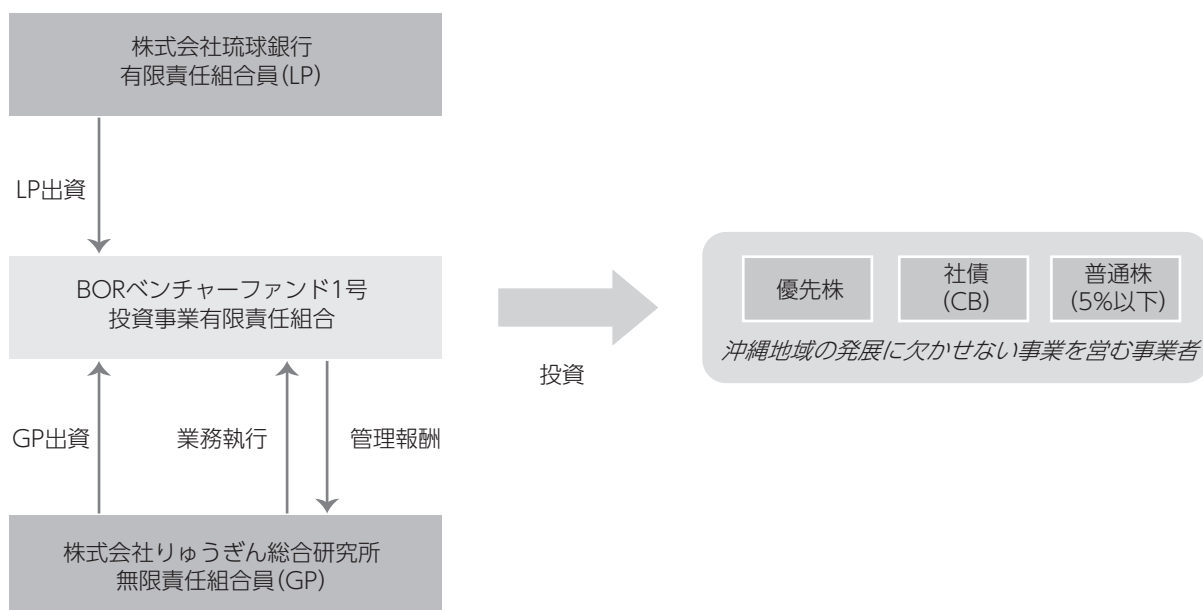 株式会社琉球銀行
有限責任組合員(LP)
LP出資
BORベンチャーファンド1号
投資事業有限責任組合
GP出資
業務執行
管理報酬
株式会社りゅうぎん総合研究所
無限責任組合員(GP)
投資
優先株
社債
(CB)
普通株
(5%以下)
沖縄地域の発展に欠かせない事業を営む事業者